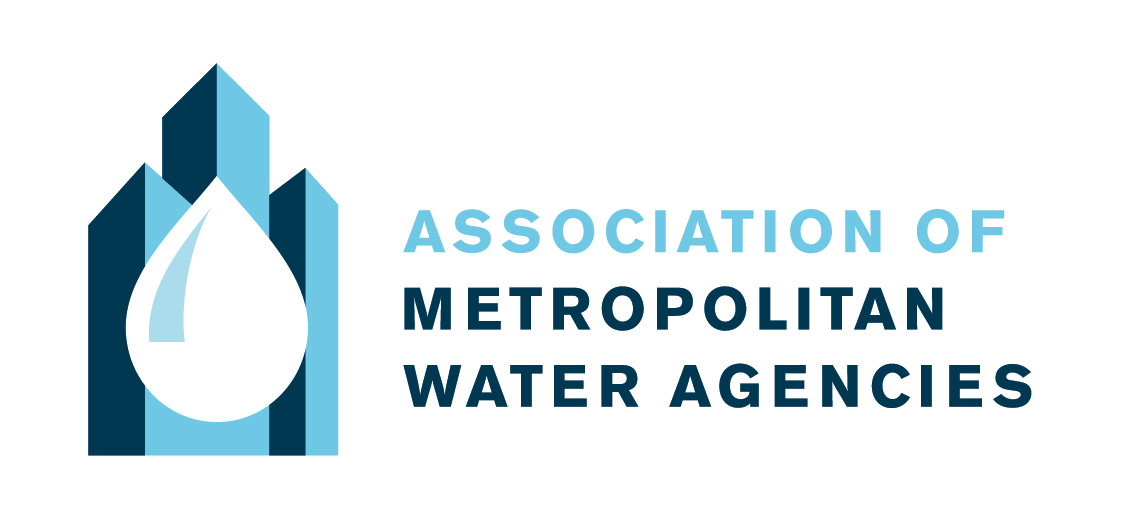 ASSOCIATION OF
METROPOLITAN
WATER AGENCIES